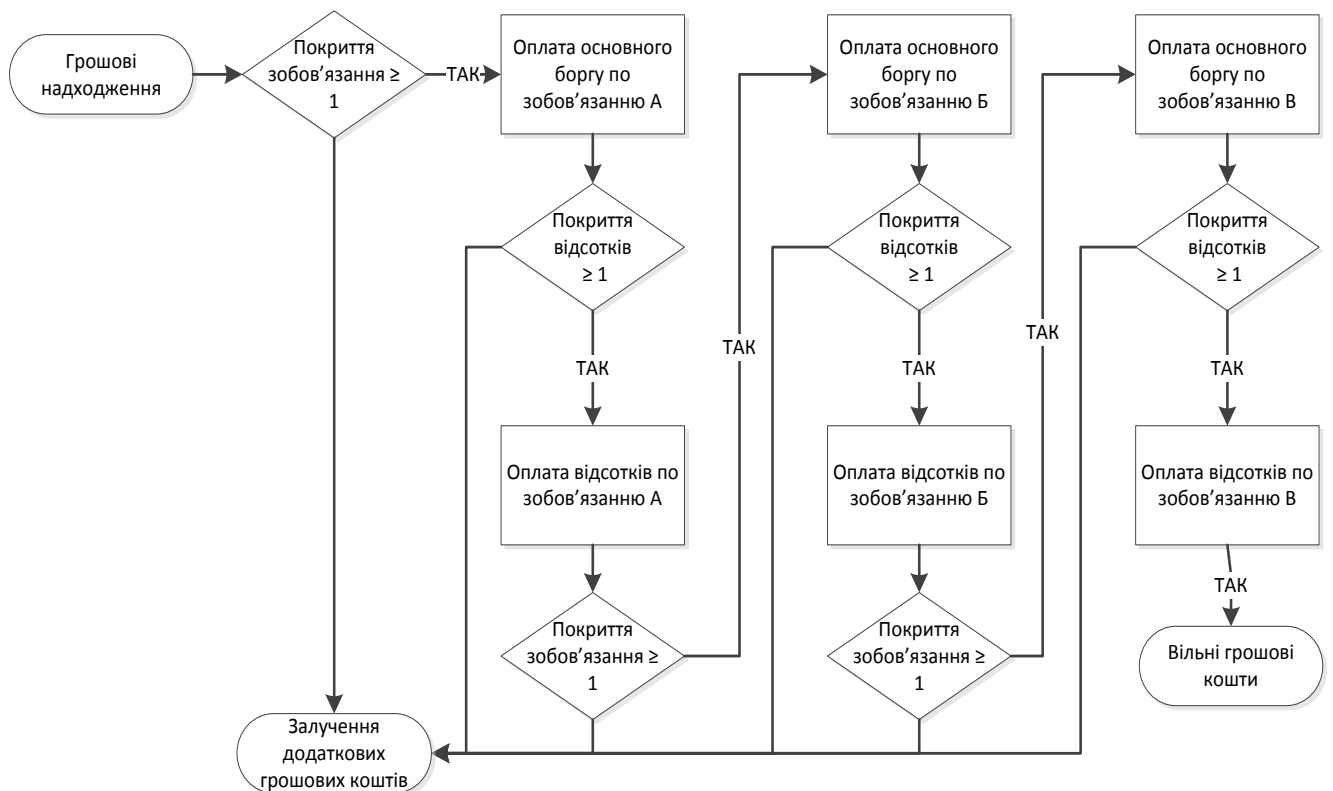 Грошові
надходження
Покриття
зобов’язання ≥
1
ТАК
Оплата основного
боргу по
зобов’язанню А
Покриття
відсотків
≥ 1
ТАК
Оплата відсотків по
зобов’язанню А
Покриття
зобов’язання ≥
1
ТАК
Оплата основного
боргу по
зобов’язанню Б
Покриття
відсотків
≥ 1
ТАК
Оплата відсотків по
зобов’язанню Б
Покриття
зобов’язання ≥
1
ТАК
Оплата основного
боргу по
зобов’язанню В
Покриття
відсотків
≥ 1
ТАК
Оплата відсотків по
зобов’язанню В
ТАК
Вільні грошові
кошти
Залучення
додаткових
грошових коштів